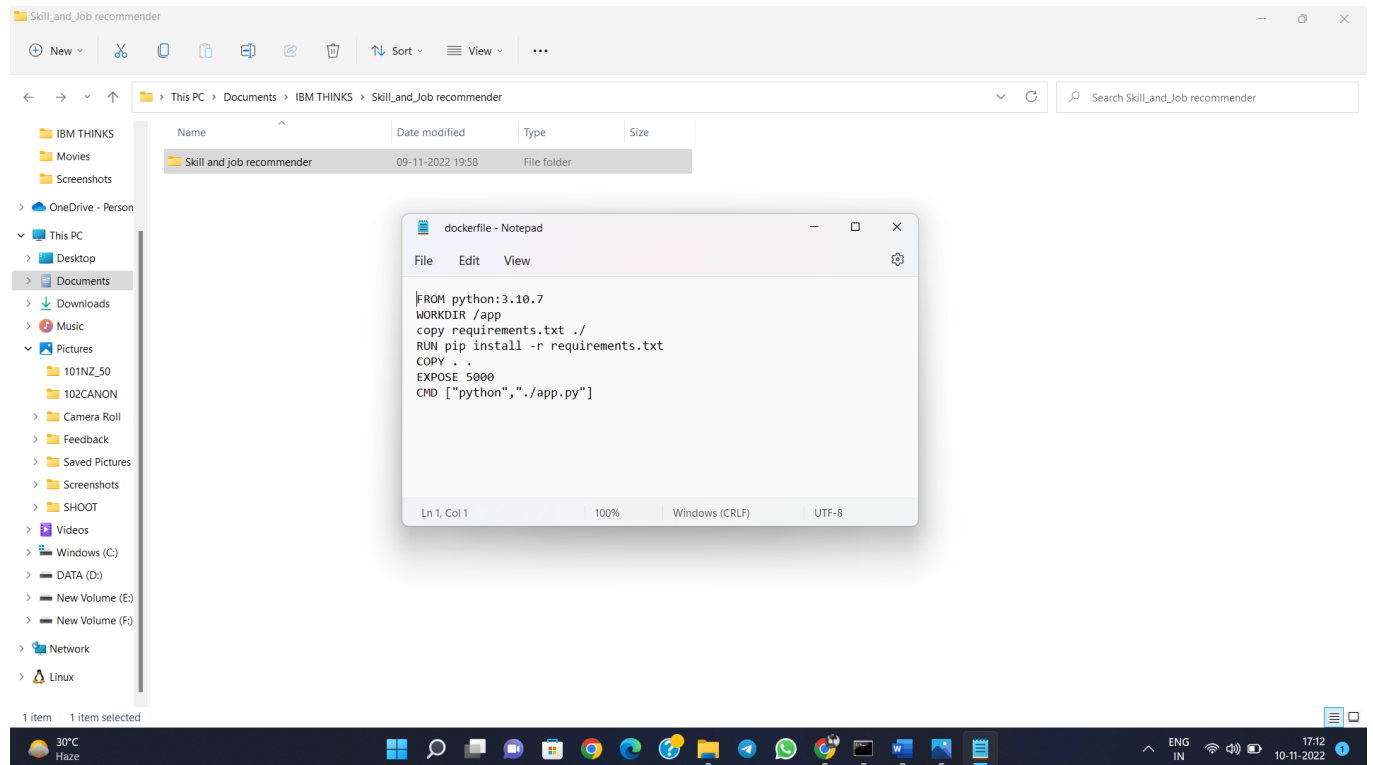 Skill_and_Job recommender
New
Sort
View
This PC > Documents > IBM THINKS > Skill_and_Job recommender
Search Skill_and_Job recommender
IBM THINKS
Movies
Screenshots
OneDrive - Person
This PC
Desktop
Documents
Downloads
Music
Pictures
101NZ_50
102CANON
Camera Roll
Feedback
Saved Pictures
Screenshots
SHOOT
Videos
Windows (C:)
DATA (D:)
New Volume (E:)
New Volume (F:)
Network
Linux
Name Date modified Type Size
Skill and job recommender 09-11-2022 19:58 File folder
dockerfile - Notepad
File Edit View
FROM python:3.10.7
WORKDIR /app
copy requirements.txt ./
RUN pip install -r requirements.txt
COPY . .
EXPOSE 5000
CMD ["python","./app.py"]
Ln 1, Col 1 100% Windows (CRLF) UTF-8
1 item 1 item selected
30°C
Haze
ENG
IN
17:12
10-11-2022
1